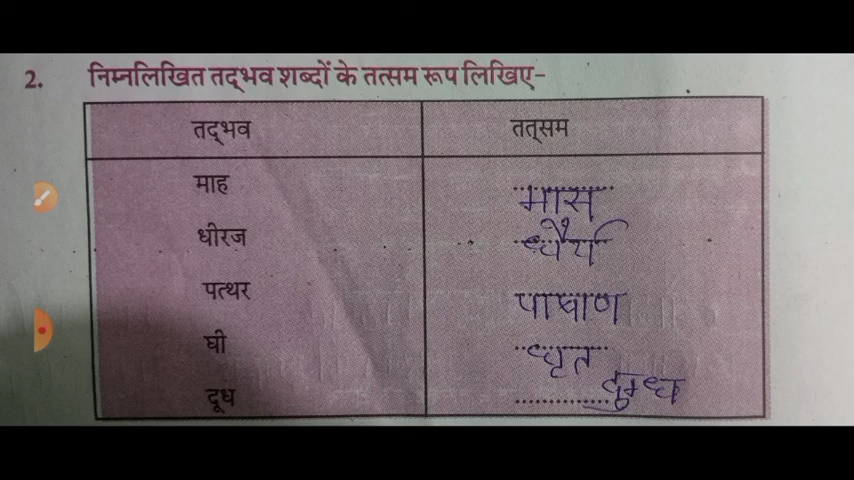 2. निम्नलिखित तद्भव शब्दों के तत्सम रूप लिखिए-
तद्भव तत्सम
माह मास
धीरज धैर्य
पत्थर पाषाण
घी घृत
दूध दुग्ध